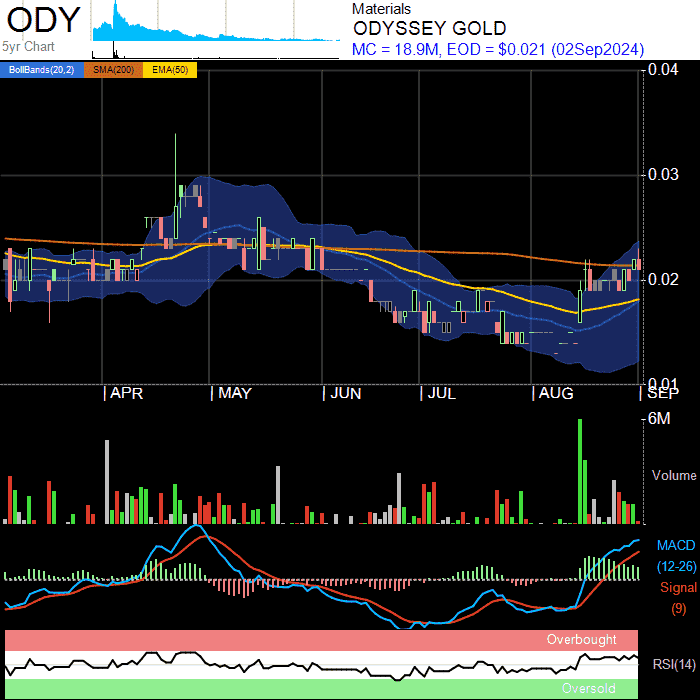 ODY
5yr Chart
Materials
ODYSSEY GOLD
MC = 18.9M, EOD = $0.021 (02Sep2024)
BollBands(20,2) SMA(200) EMA(50)
0.04
0.03
0.02
0.01
APR MAY JUN JUL AUG SEP
6M
Volume
MACD
(12-26)
Signal
(9)
Overbought
RSI(14)
Oversold